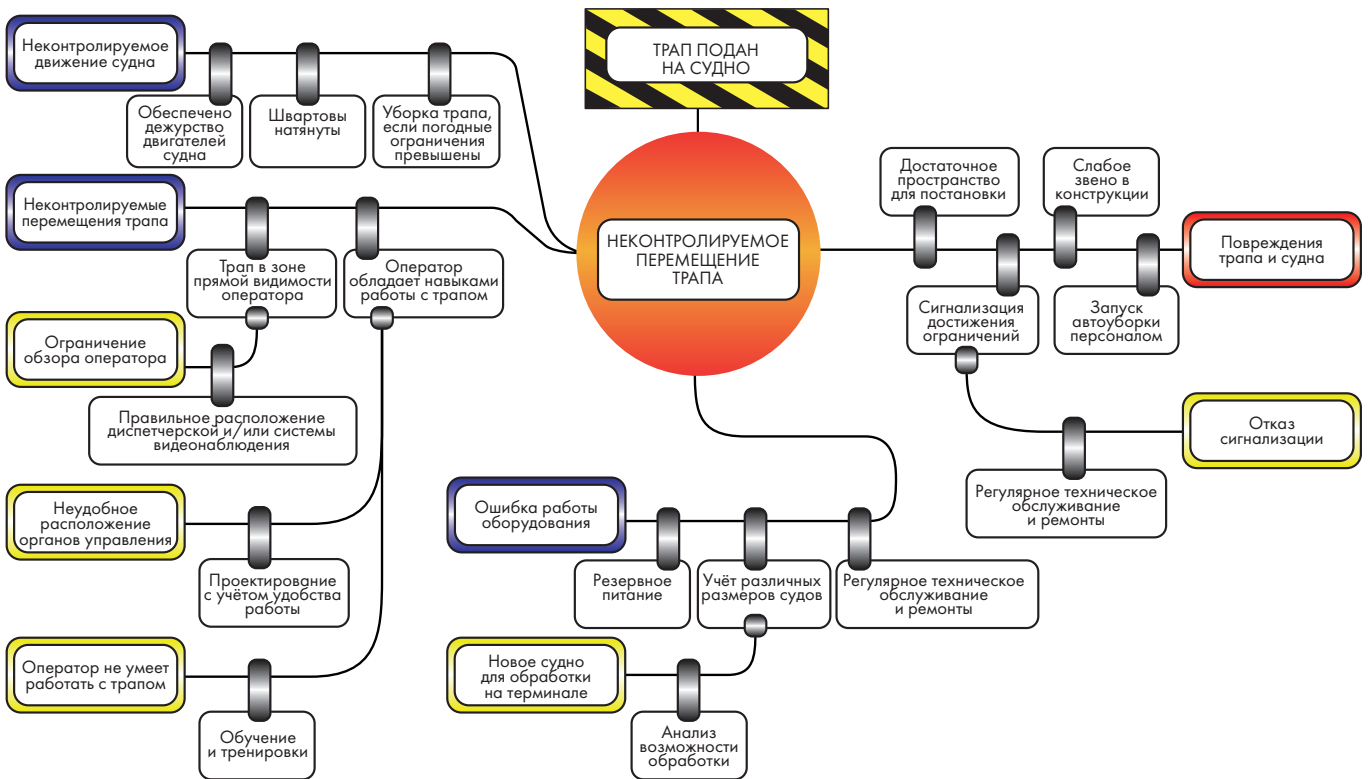 Неконтролируемое
движение судна
Обеспечено
дежурство
двигателей
судна
Швартовы
натянуты
Уборка трапа,
если погодные
ограничения
превышены
ТРАП ПОДАН
НА СУДНО
Неконтролируемые
перемещения трапа
Трап в зоне
прямой видимости
оператора
Оператор
обладает навыками
работы с трапом
НЕКОНТРОЛИРУЕМОЕ
ПЕРЕМЕЩЕНИЕ
ТРАПА
Достаточное
пространство
для постановки
Слабое
звено в
конструкции
Сигнализация
достижения
ограничений
Запуск
автоуборки
персоналом
Повреждения
трапа и судна
Ограничение
обзора оператора
Правильное расположение
диспетчерской и/или системы
видеонаблюдения
Отказ
сигнализации
Регулярное техническое
обслуживание
и ремонты
Неудобное
расположение
органов управления
Проектирование
с учётом удобства
работы
Ошибка работы
оборудования
Резервное
питание
Учёт различных
размеров судов
Регулярное техническое
обслуживание
и ремонты
Оператор не умеет
работать с трапом
Обучение
и тренировки
Новое судно
для обработки
на терминале
Анализ
возможности
обработки